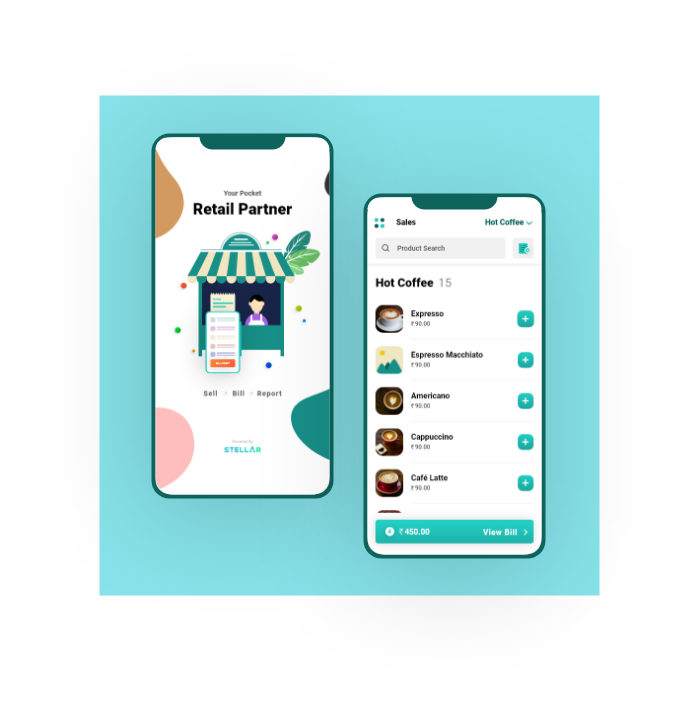 Your Pocket
Retail Partner
Sell Bill Report
Powered By
STELLAR
Sales
Hot Coffee
Product Search
Hot Coffee 15
Expresso
₹90.00
Espresso Macchiato
₹90.00
Americano
₹90.00
Cappuccino
₹90.00
Café Latte
₹90.00
₹450.00
View Bill